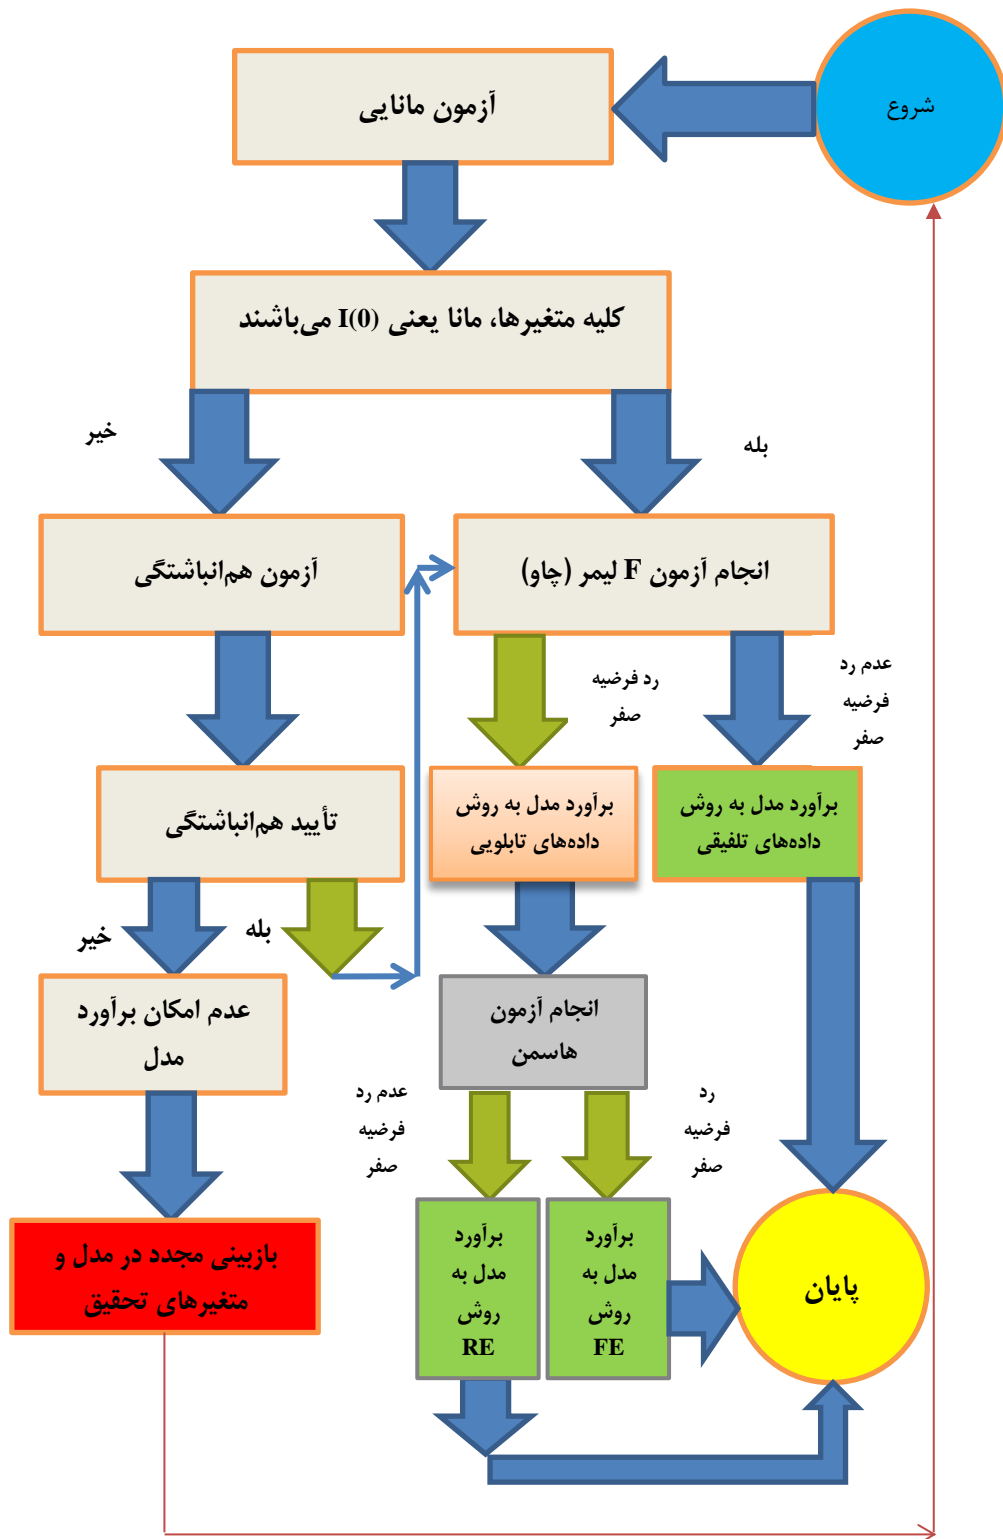 شروع
آزمون مانایی
کلیه متغیرها، مانا یعنی I(0) می‌باشند
خیر
بله
آزمون هم‌انباشتگی
انجام آزمون F لیمر (چاو)
رد فرضیه
صفر
عدم رد
فرضیه
صفر
تأیید هم‌انباشتگی
برآورد مدل به روش
داده‌های تابلویی
برآورد مدل به روش
داده‌های تلفیقی
خیر
بله
عدم امکان برآورد
مدل
انجام آزمون
هاسمن
عدم رد
فرضیه
صفر
رد
فرضیه
صفر
بازبینی مجدد در مدل و
متغیرهای تحقیق
برآورد
مدل به
روش
RE
برآورد
مدل به
روش
FE
پایان